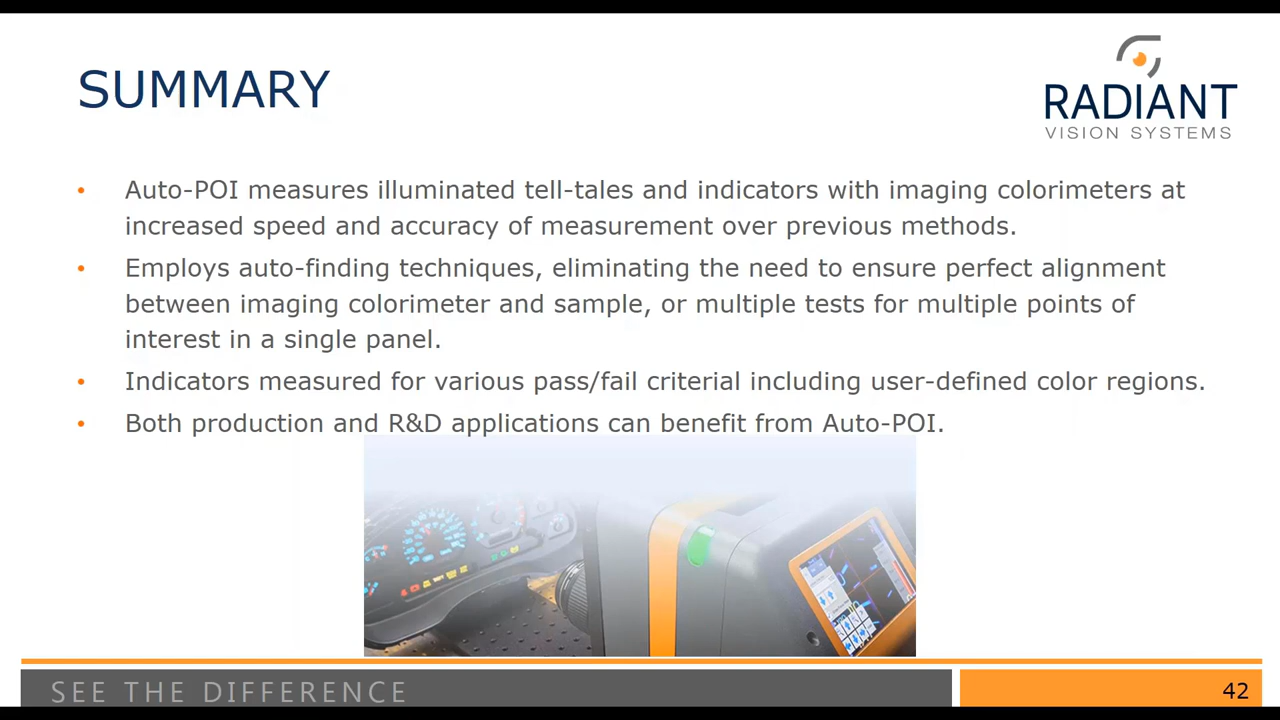 SUMMARY
RADIANT
VISION SYSTEMS
• Auto-POI measures illuminated tell-tales and indicators with imaging colorimeters at
increased speed and accuracy of measurement over previous methods.
• Employs auto-finding techniques, eliminating the need to ensure perfect alignment
between imaging colorimeter and sample, or multiple tests for multiple points of
interest in a single panel.
• Indicators measured for various pass/fail criterial including user-defined color regions.
• Both production and R&D applications can benefit from Auto-POI.
SEE THE DIFFERENCE
42